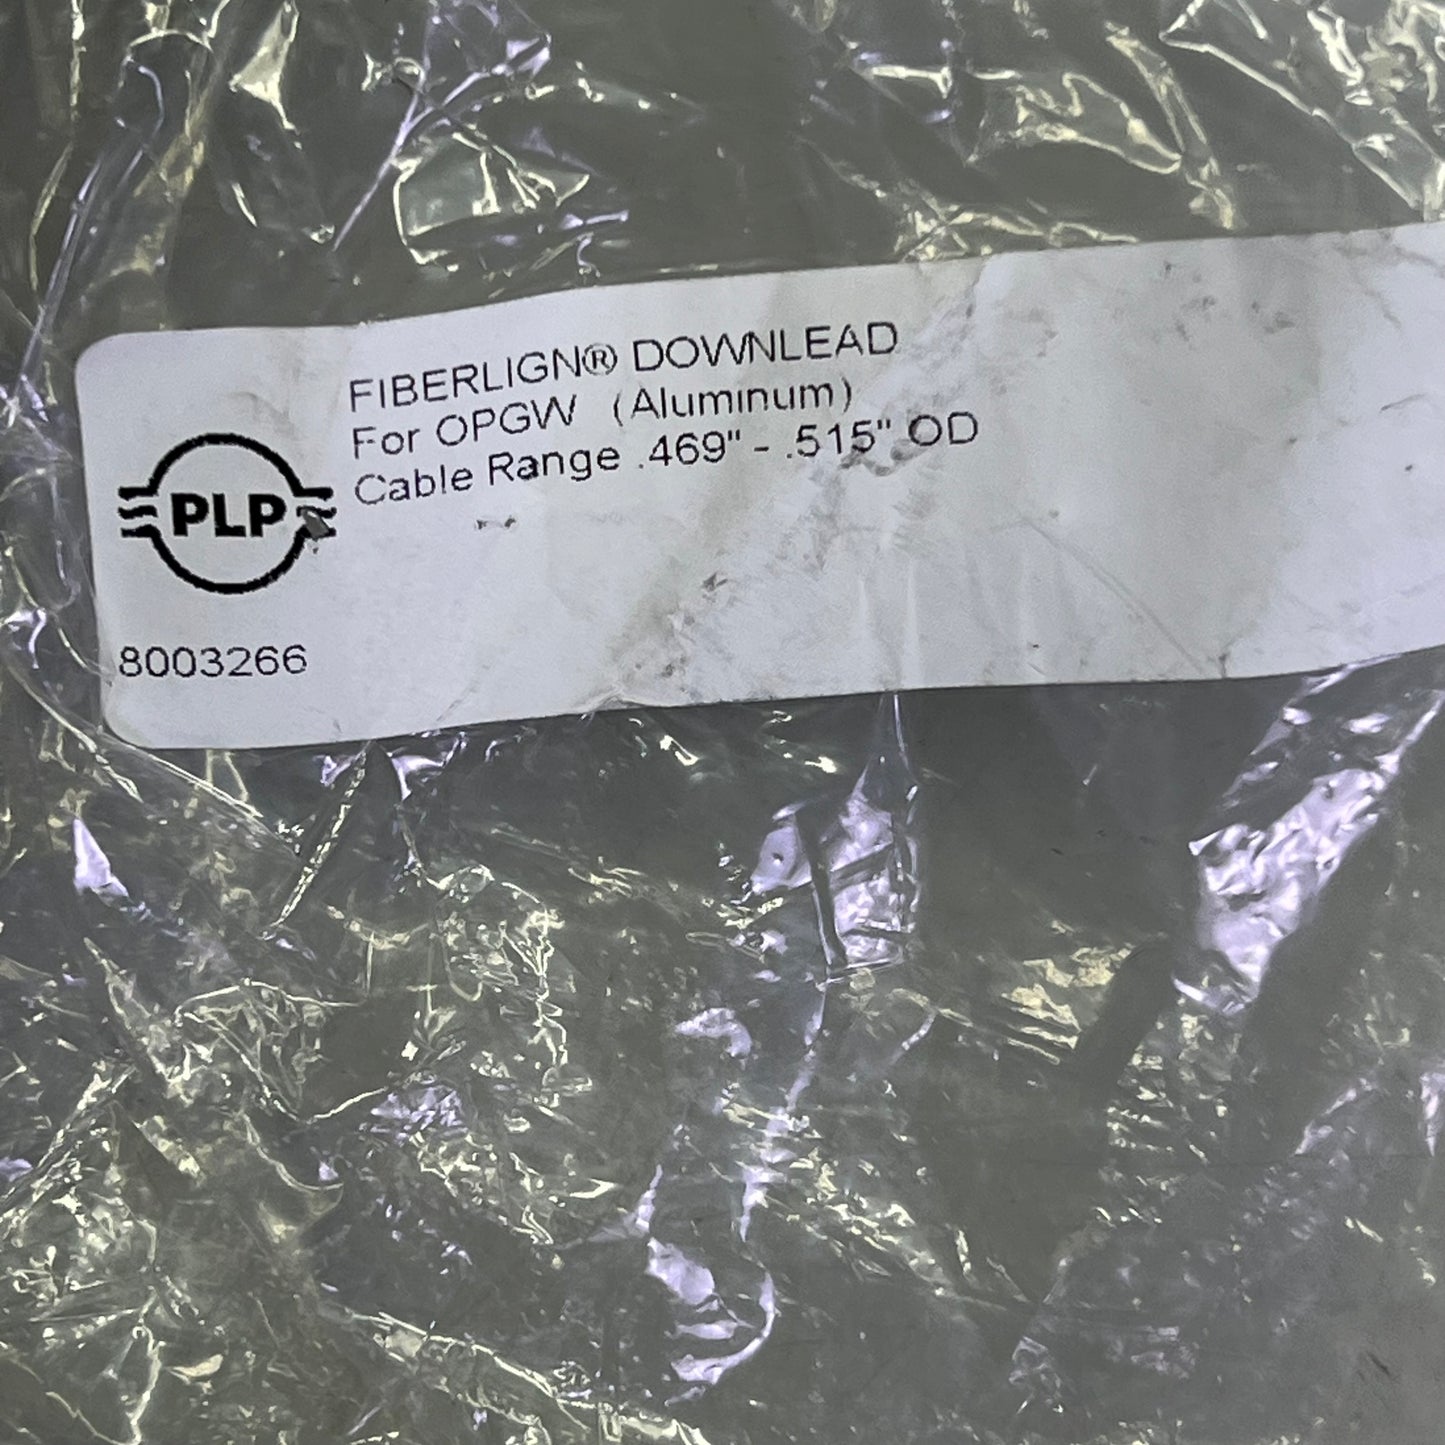 FIBERLIGN® DOWNLEAD
For OPGW (Aluminum)
Cable Range .469" - .515" OD
PLP
8003266